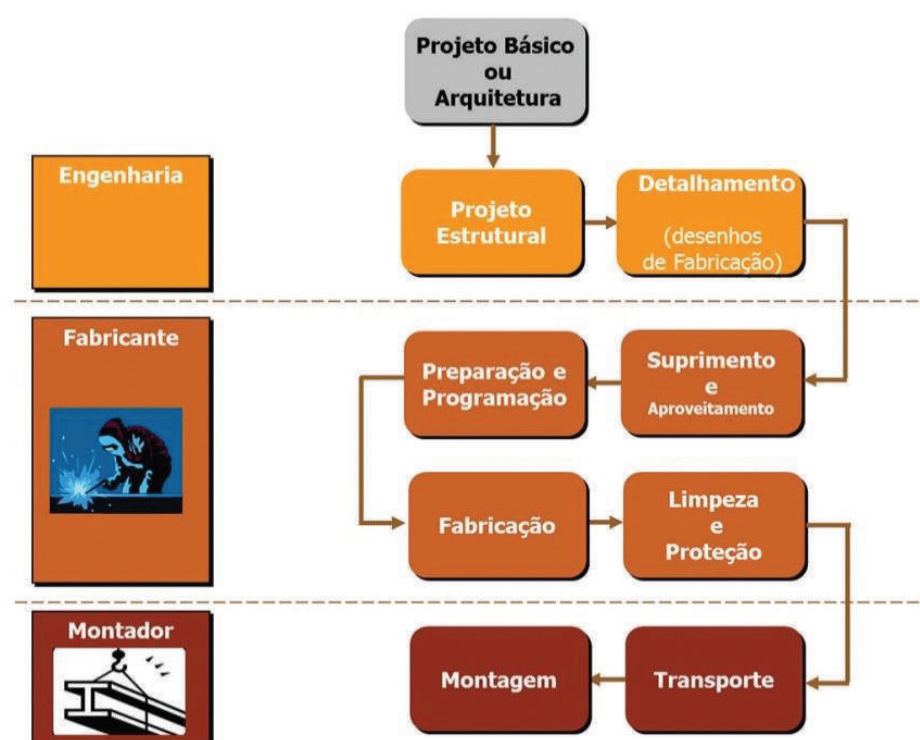 Projeto Básico
ou
Arquitetura
Engenharia
Projeto
Estrutural
Detalhamento
(desenhos
de Fabricação)
Fabricante
Preparação e
Programação
Suprimento
e
Aproveitamento
Fabricação
Limpeza
e
Proteção
Montador
Montagem
Transporte